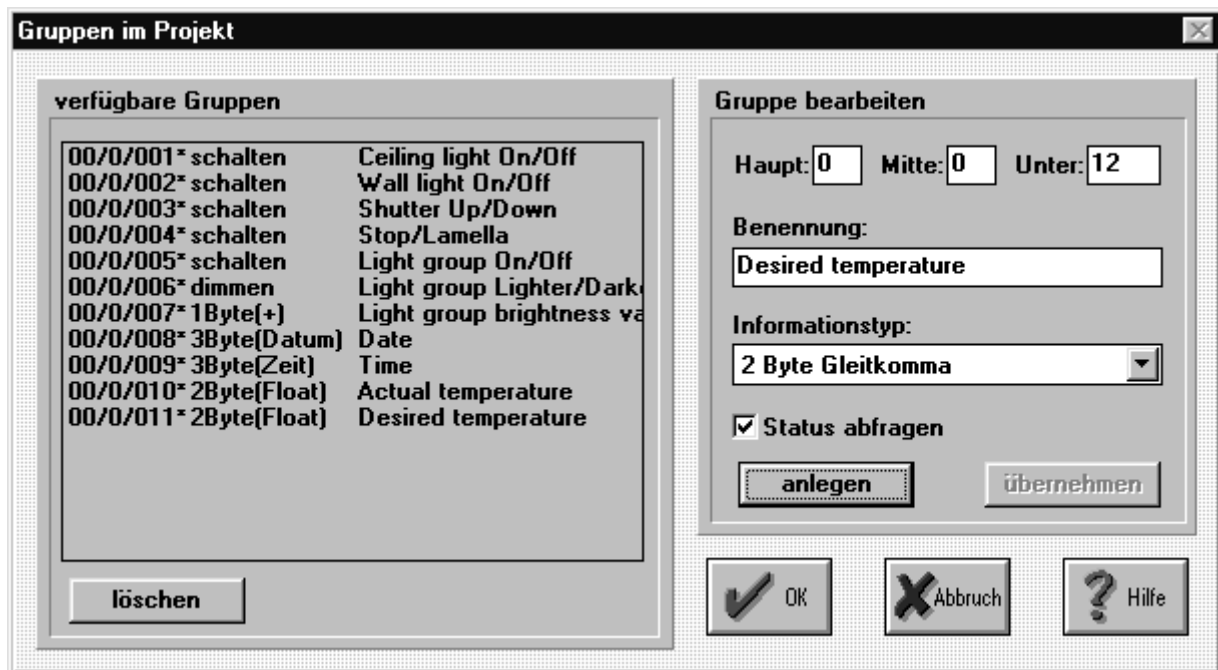 Gruppen im Projekt
verfügbare Gruppen
00/0/001* schalten Ceiling light On/Off
00/0/002* schalten Wall light On/Off
00/0/003* schalten Shutter Up/Down
00/0/004* schalten Stop/Lamella
00/0/005* schalten Light group On/Off
00/0/006* dimmen Light group Lighter/Dark
00/0/007* 1Byte(+) Light group brightness va
00/0/008* 3Byte(Datum) Date
00/0/009* 3Byte(Zeit) Time
00/0/010* 2Byte(Float) Actual temperature
00/0/011* 2Byte(Float) Desired temperature
löschen
Gruppe bearbeiten
Haupt: 0 Mitte: 0 Unter: 12
Benennung:
Desired temperature
Informationstyp:
2 Byte Gleitkomma
Status abfragen
anlegen übernehmen
OK Abbruch Hilfe